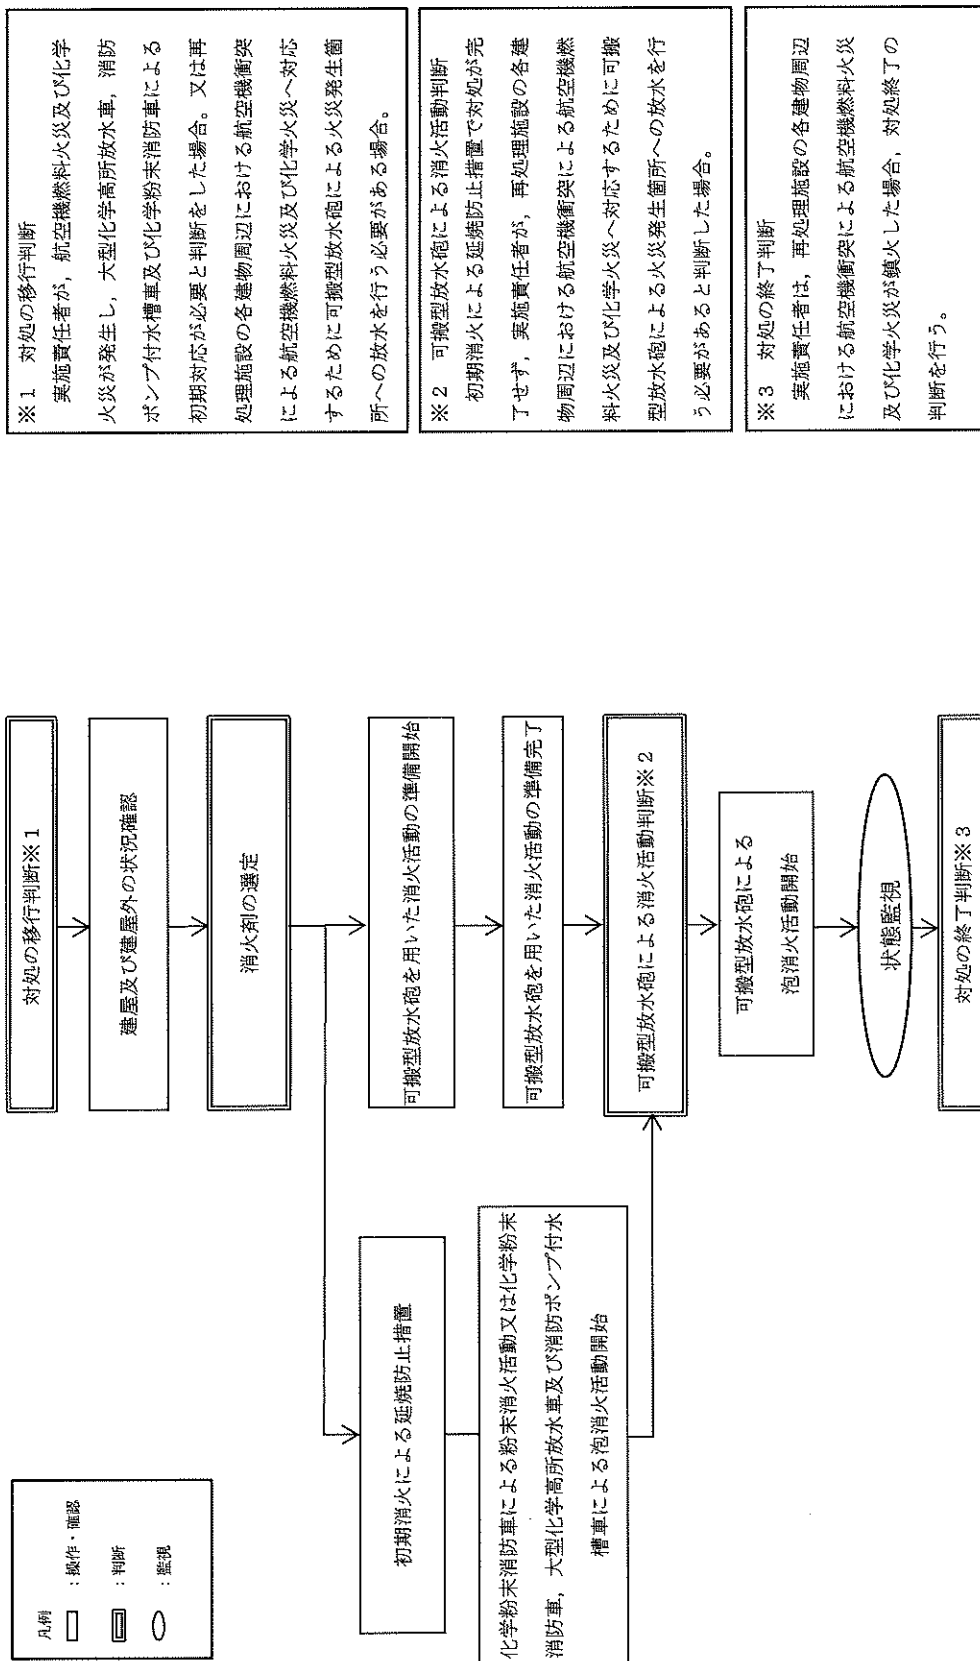 凡例
：操作・確認
：判断
：監視
対処の移行判断※１
建屋及び建屋外の状況確認
消火剤の選定
初期消火による延焼防止措置
化学粉末消防車による粉末消火活動又は化学粉末
消防車，大型化学高所放水車及び消防ポンプ付水
槽車による泡消火活動開始
可搬型放水砲を用いた消火活動の準備開始
可搬型放水砲を用いた消火活動の準備完了
可搬型放水砲による消火活動判断※２
可搬型放水砲による
泡消火活動開始
状態監視
対処の終了判断※３
※１　対処の移行判断
実施責任者が，航空機燃料火災及び化学
火災が発生し，大型化学高所放水車，消防
ポンプ付水槽車及び化学粉末消防車による
初期対応が必要と判断をした場合。又は再
処理施設の各建物周辺における航空機衝突
による航空機燃料火災及び化学火災へ対応
するために可搬型放水砲による火災発生箇
所への放水を行う必要がある場合。
※２　可搬型放水砲による消火活動判断
初期消火による延焼防止措置で対処が完
了せず，実施責任者が，再処理施設の各建
物周辺における航空機衝突による航空機燃
料火災及び化学火災へ対応するために可搬
型放水砲による火災発生箇所への放水を行
う必要があると判断した場合。
※３　対処の終了判断
実施責任者は，再処理施設の各建物周辺
における航空機衝突による航空機燃料火災
及び化学火災が鎮火した場合，対処終了の
判断を行う。